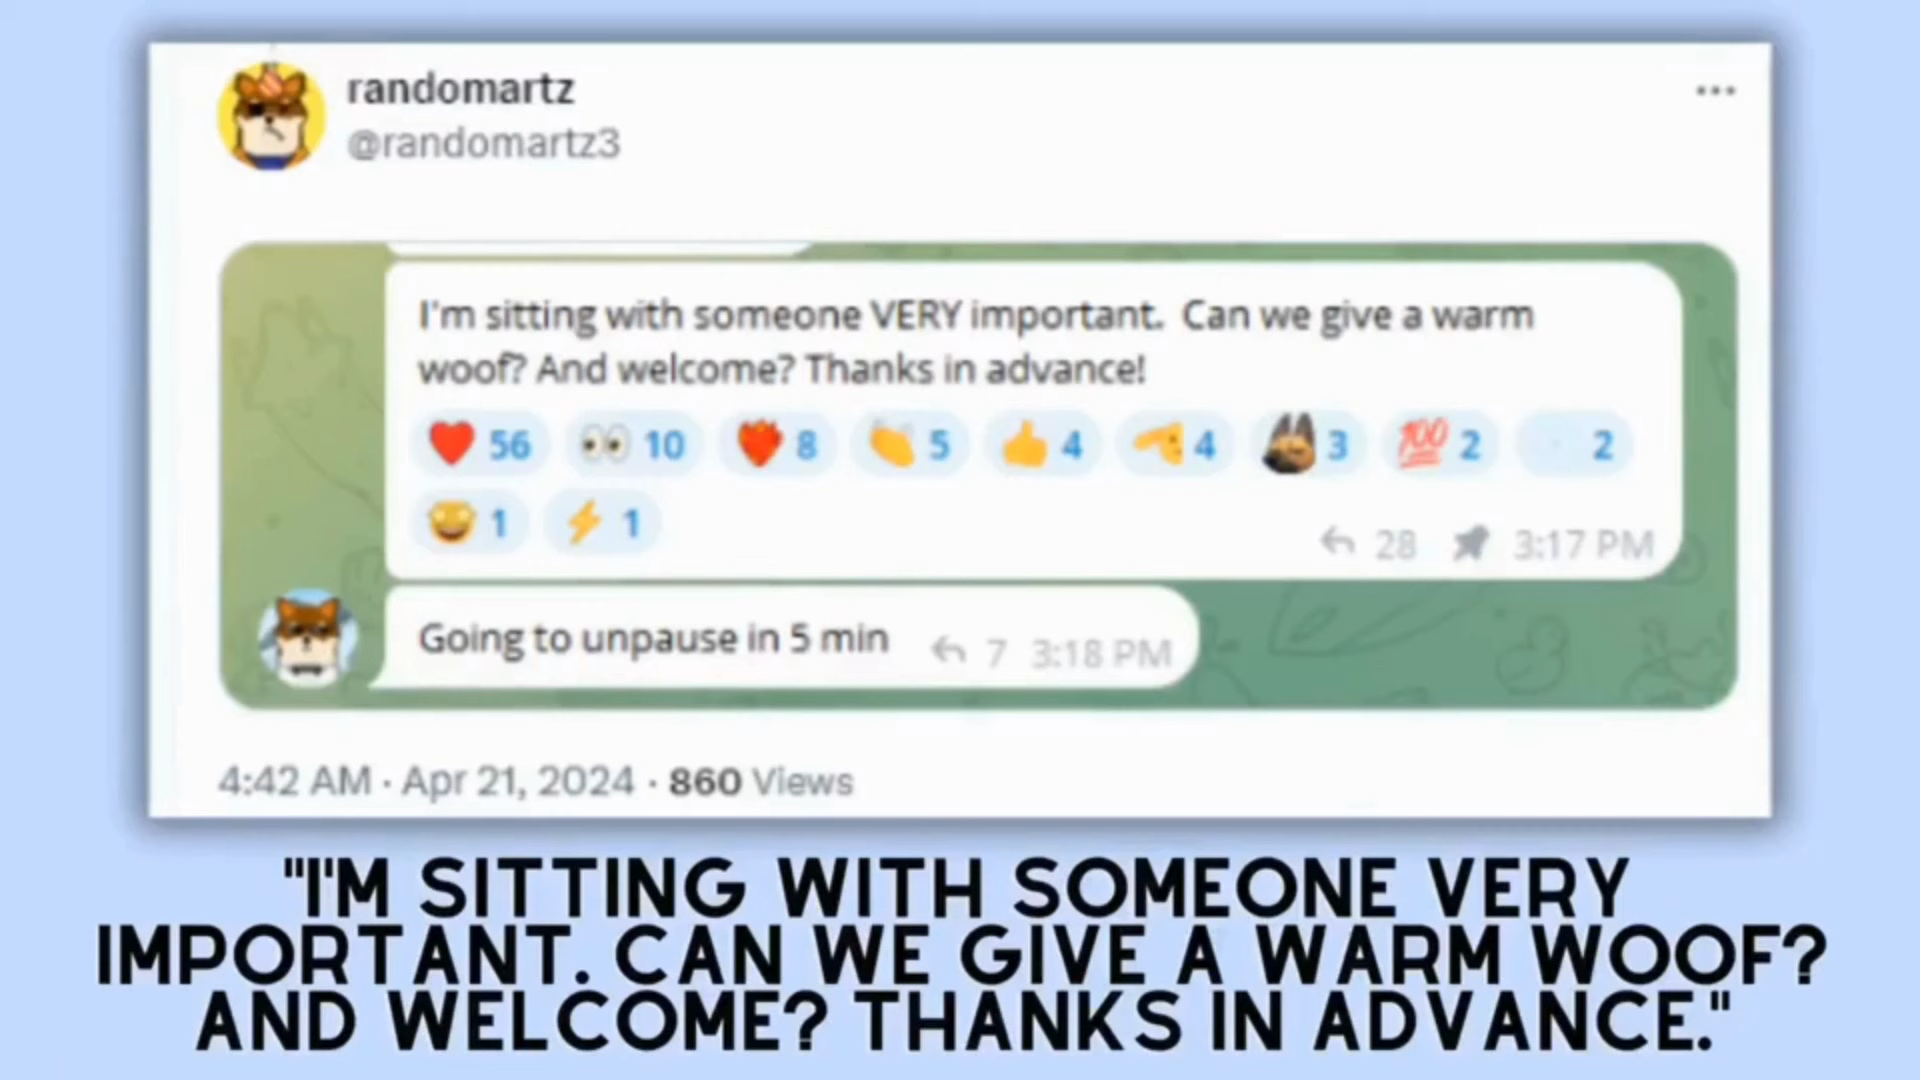 randomartz
@randomartz3
I'm sitting with someone VERY important. Can we give a warm
woof? And welcome? Thanks in advance!
56 10 8 5 4 4 3 💯 2 2
1 1
28 3:17 PM
Going to unpause in 5 min 7 3:18 PM
4:42 AM · Apr 21, 2024 · 860 Views
"I'M SITTING WITH SOMEONE VERY
IMPORTANT. CAN WE GIVE A WARM WOOF?
AND WELCOME? THANKS IN ADVANCE."